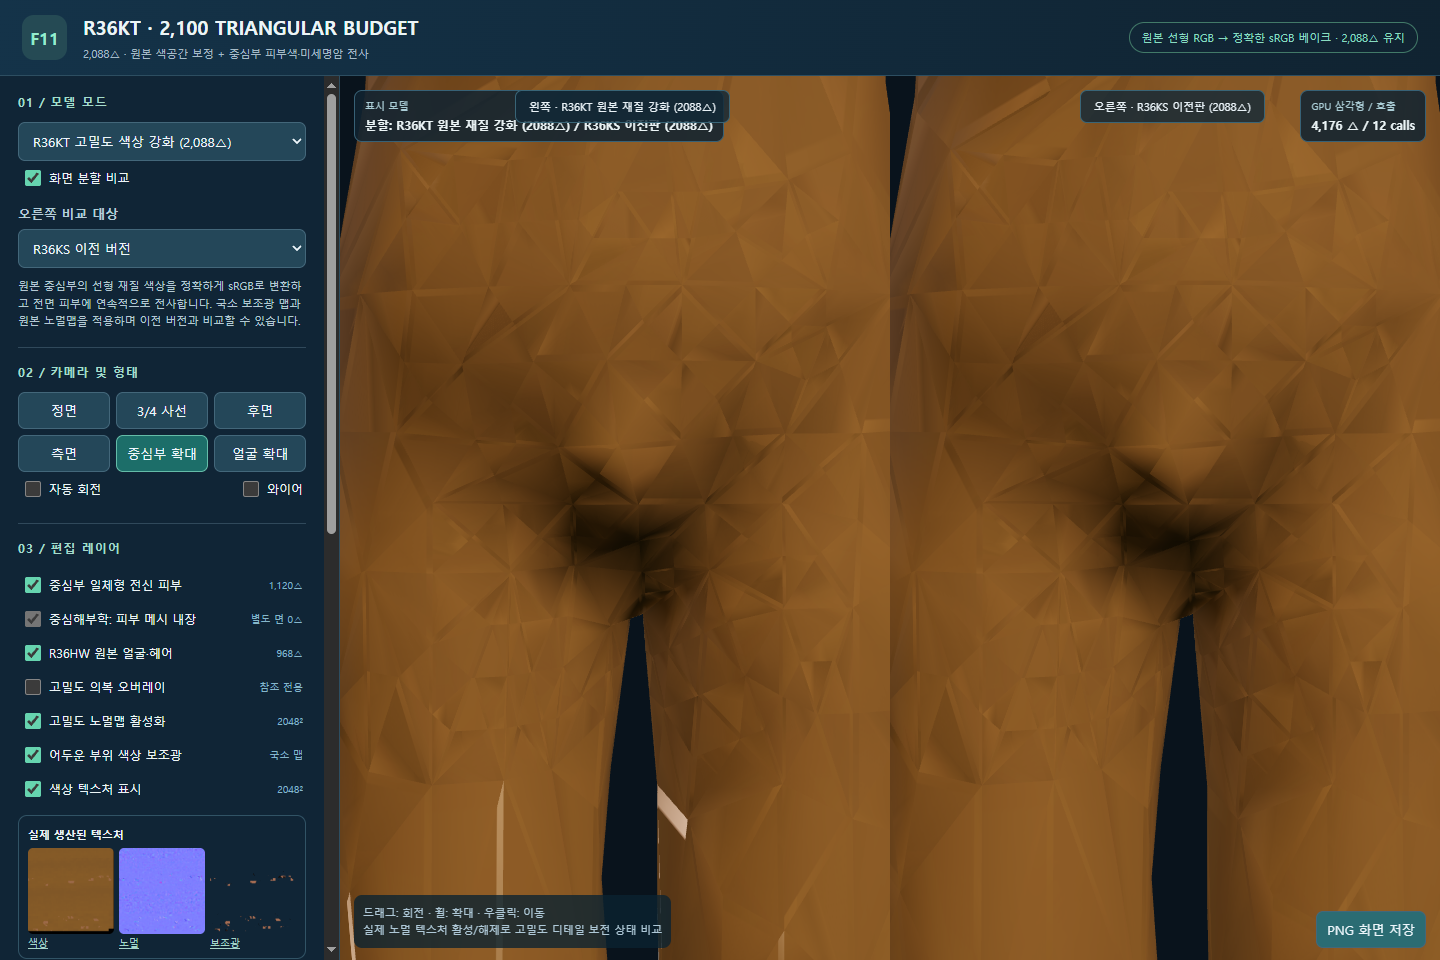 F11
R36KT · 2,100 TRIANGULAR BUDGET
2,088△ · 원본 색공간 보정 + 중심부 피부색·미세명암 전사
원본 선형 RGB → 정확한 sRGB 베이크 · 2,088△ 유지
01 / 모델 모드
R36KT 고밀도 색상 강화 (2,088△)
화면 분할 비교
오른쪽 비교 대상
R36KS 이전 버전
원본 중심부의 선형 재질 색상을 정확하게 sRGB로 변환하
고 전면 피부에 연속적으로 전사합니다. 국소 보조광 맵과
원본 노멀맵을 적용하며 이전 버전과 비교할 수 있습니다.
02 / 카메라 및 형태
정면
3/4 사선
후면
측면
중심부 확대
얼굴 확대
자동 회전
와이어
03 / 편집 레이어
중심부 일체형 전신 피부
1,120△
중심해부학: 피부 메시 내장
별도 면 0△
R36HW 원본 얼굴·헤어
968△
고밀도 의복 오버레이
참조 전용
고밀도 노멀맵 활성화
2048²
어두운 부위 색상 보조광
국소 맵
색상 텍스처 표시
2048²
실제 생산된 텍스처
색상
노멀
보조광
표시 모델
분할: R36KT 원본 재질 강화 (2088△) / R36KS 이전판 (2088△)
왼쪽 · R36KT 원본 재질 강화 (2088△)
오른쪽 · R36KS 이전판 (2088△)
GPU 삼각형 / 호출
4,176 △ / 12 calls
드래그: 회전 · 휠: 확대 · 우클릭: 이동
실제 노멀 텍스처 활성/해제로 고밀도 디테일 보전 상태 비교
PNG 화면 저장